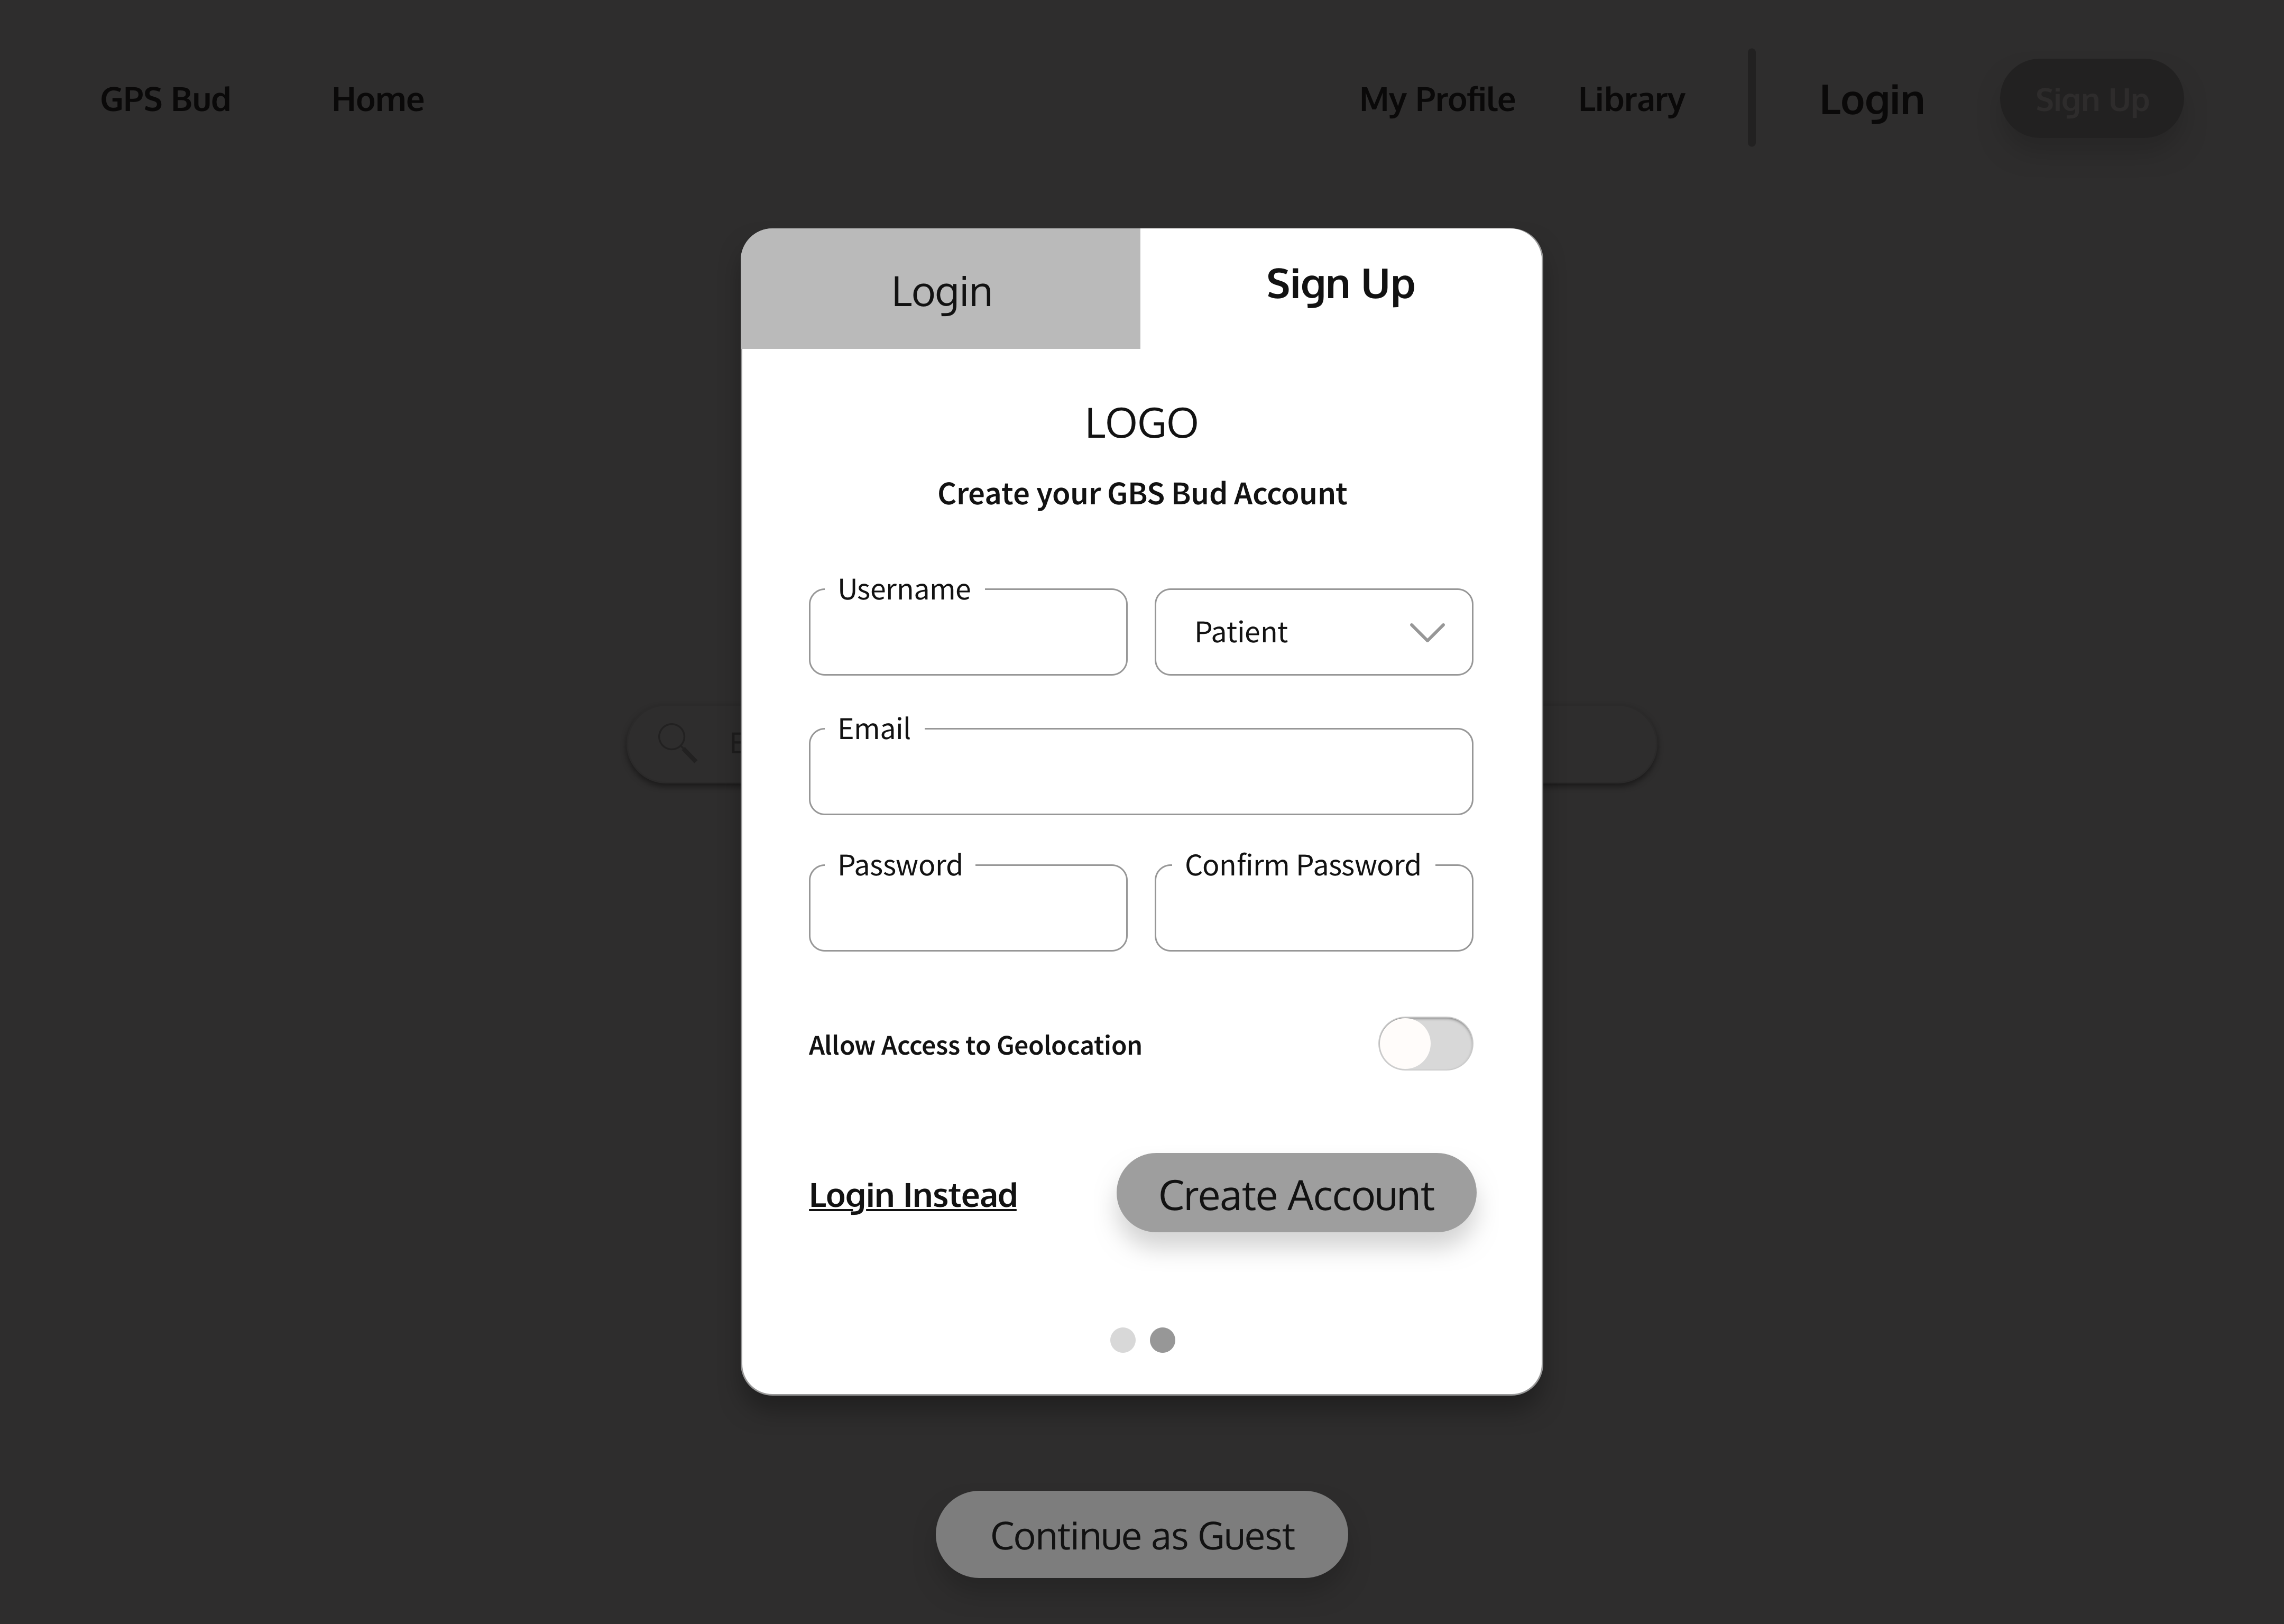 GPS Bud Home My Profile Library Login Sign Up
Login Sign Up
LOGO
Create your GBS Bud Account
Username Patient
Email
Password Confirm Password
Allow Access to Geolocation
Login Instead Create Account
Continue as Guest